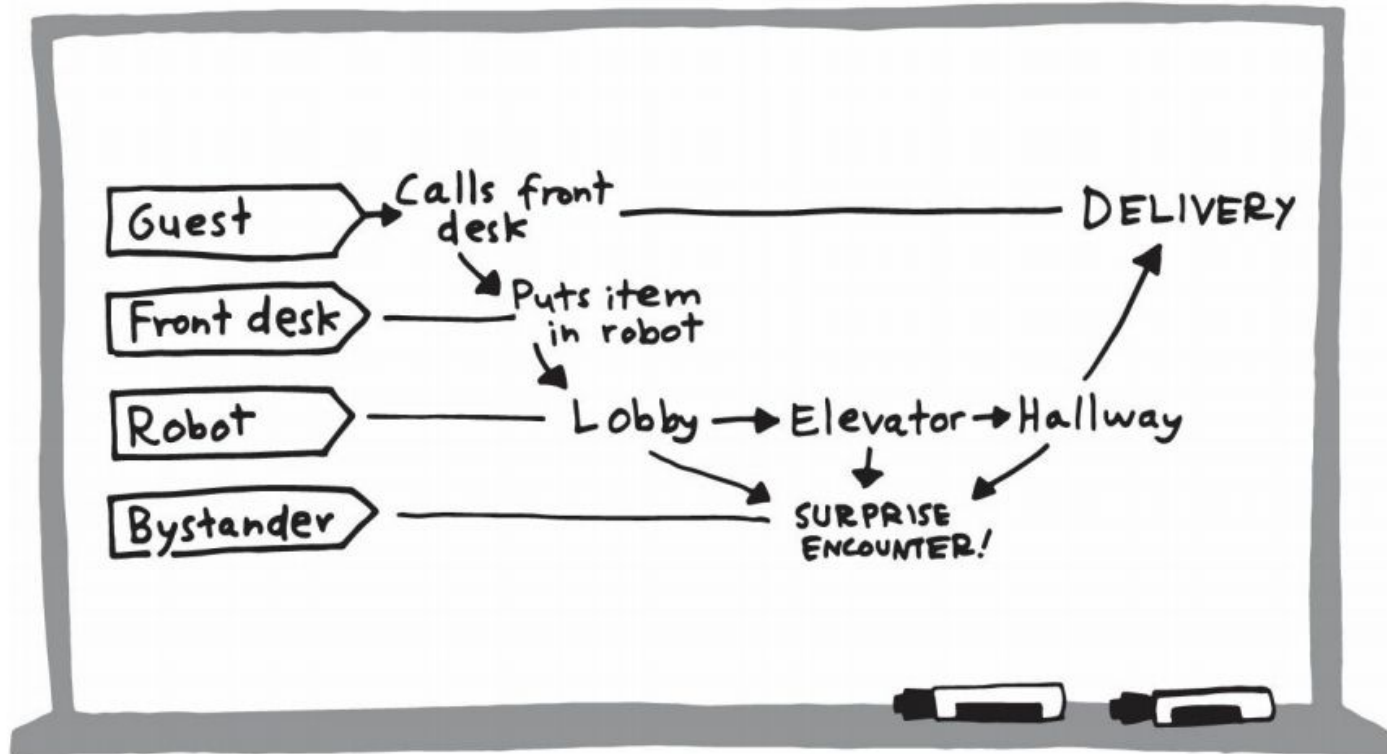 Guest
Calls front
desk
DELIVERY
Front desk
Puts item
in robot
Robot
Lobby
Elevator
Hallway
Bystander
SURPRISE
ENCOUNTER!